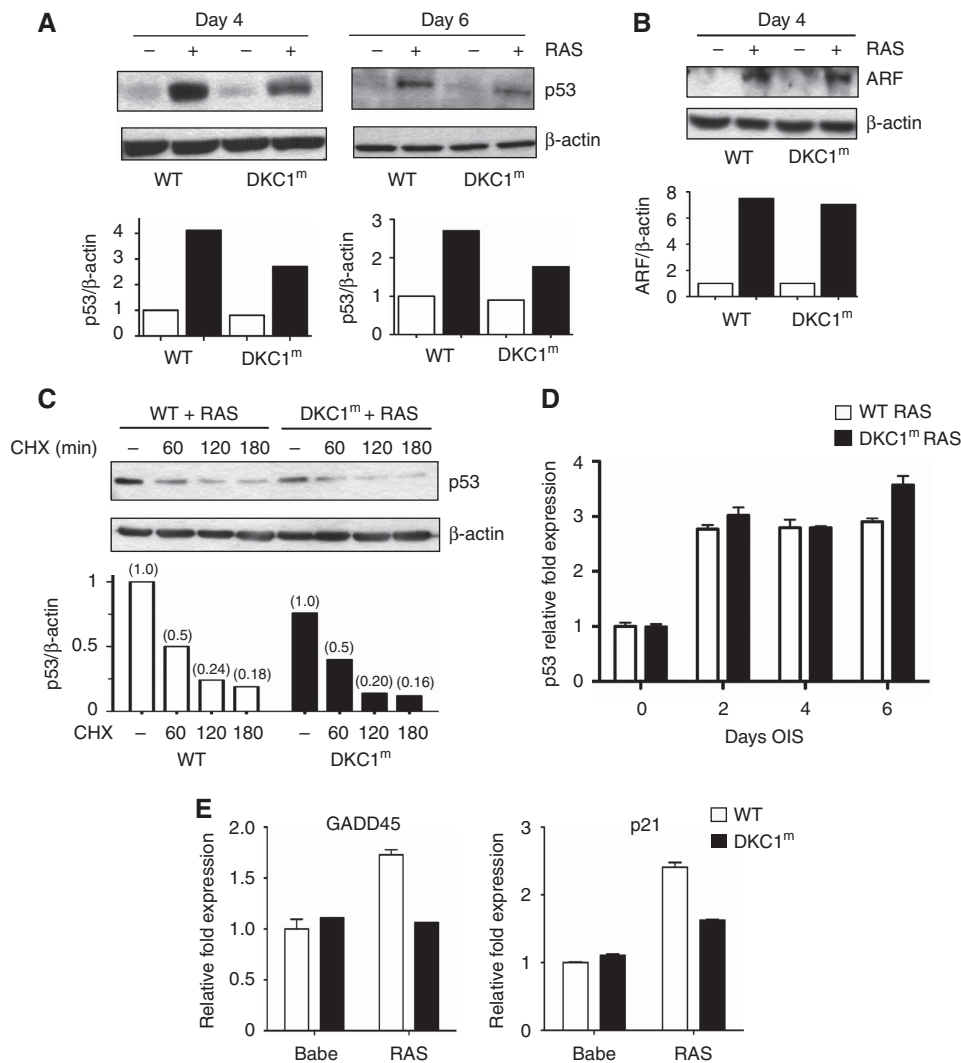 A
Day 4
Day 6
– + – + – + – + RAS
p53
β-actin
WT DKC1m WT DKC1m
p53/β-actin
4
3
2
1
0
WT DKC1m
p53/β-actin
3
2
1
0
WT DKC1m
B
Day 4
– + – + RAS
ARF
β-actin
WT DKC1m
ARF/β-actin
8
6
4
2
0
WT DKC1m
C
WT + RAS DKC1m + RAS
CHX (min) – 60 120 180 – 60 120 180
p53
β-actin
p53/β-actin
1
0.5
0
(1.0) (0.5) (0.24) (0.18) (1.0) (0.5) (0.20) (0.16)
CHX – 60 120 180 – 60 120 180
WT DKC1m
D
WT RAS
DKC1m RAS
p53 relative fold expression
4
3
2
1
0
0 2 4 6
Days OIS
E
GADD45
Relative fold expression
2.0
1.5
1.0
0.5
0
Babe RAS
p21
WT
DKC1m
Relative fold expression
3
2
1
0
Babe RAS